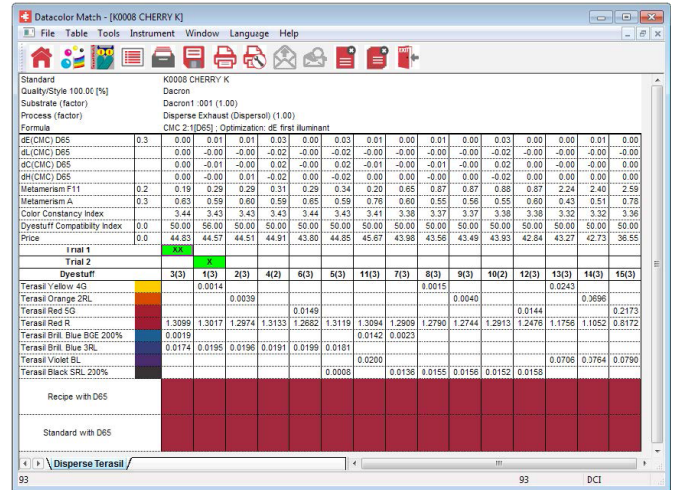 Datacolor Match - [K0008 CHERRY K]
File Table Tools Instrument Window Language Help
EXIT
Standard K0008 CHERRY K
Quality/Style 100.00 [%] Dacron
Substrate (factor) Dacron1 :001 (1.00)
Process (factor) Disperse Exhaust (Dispersol) (1.00)
Formula CMC 2:1[D65] ; Optimization: dE first illuminant
dE(CMC) D65 0.3 0.00 0.01 0.01 0.03 0.00 0.03 0.01 0.00 0.01 0.00 0.03 0.00 0.00 0.01 0.00
dL(CMC) D65 0.00 -0.00 0.00 -0.02 -0.00 -0.02 -0.00 0.00 -0.00 0.00 -0.02 0.00 0.00 0.00 0.00
dC(CMC) D65 0.00 -0.01 -0.00 0.02 0.00 0.02 -0.01 -0.00 -0.01 -0.00 0.02 -0.00 0.00 -0.00 -0.00
dH(CMC) D65 0.00 -0.00 0.01 -0.02 0.00 -0.02 0.00 0.00 -0.00 0.00 -0.02 0.00 0.00 0.00 0.00
Metamerism F11 0.2 0.19 0.29 0.29 0.31 0.29 0.34 0.20 0.65 0.87 0.87 0.88 0.87 2.24 2.40 2.59
Metamerism A 0.3 0.63 0.59 0.60 0.59 0.65 0.59 0.76 0.60 0.55 0.56 0.55 0.60 0.43 0.51 0.78
Color Constancy Index 3.44 3.43 3.43 3.43 3.44 3.43 3.41 3.38 3.37 3.37 3.38 3.38 3.32 3.32 3.36
Dyestuff Compatibilty Index 0.0 50.00 56.00 50.00 50.00 50.00 50.00 50.00 50.00 50.00 50.00 50.00 50.00 50.00 50.00 50.00
Price 0.0 44.83 44.57 44.51 44.91 43.80 44.85 45.67 43.98 43.56 43.49 43.93 42.84 43.27 42.73 36.55
Trial 1 XX
Trial 2 X
Dyestuff 3(3) 1(3) 2(3) 4(2) 6(3) 5(3) 11(3) 7(3) 8(3) 9(3) 10(2) 12(3) 13(3) 14(3) 15(3)
Terasil Yellow 4G 0.0014 0.0015 0.0243
Terasil Orange 2RL 0.0039 0.0040 0.3696
Terasil Red 5G 0.0149 0.0144 0.2173
Terasil Red R 1.3099 1.3017 1.2974 1.3133 1.2682 1.3119 1.3094 1.2909 1.2790 1.2744 1.2913 1.2476 1.1756 1.1052 0.8172
Terasil Brill. Blue BGE 200% 0.0019 0.0142 0.0023
Terasil Brill. Blue 3RL 0.0174 0.0195 0.0196 0.0191 0.0199 0.0181
Terasil Violet BL 0.0200 0.0706 0.3764 0.0790
Terasil Black SRL 200% 0.0008 0.0136 0.0155 0.0156 0.0152 0.0158
Recipe with D65
Standard with D65
Disperse Terasil
93 93 DCI